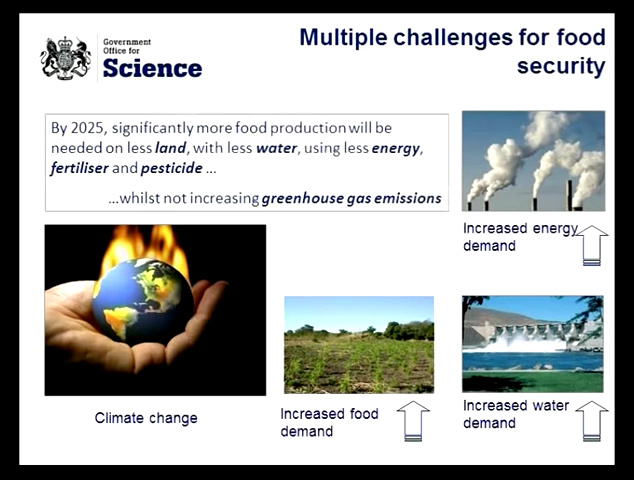 Government
Office for
Science
Multiple challenges for food
security
By 2025, significantly more food production will be
needed on less land, with less water, using less energy,
fertiliser and pesticide ...
...whilst not increasing greenhouse gas emissions
Increased energy
demand
Climate change
Increased food
demand
Increased water
demand